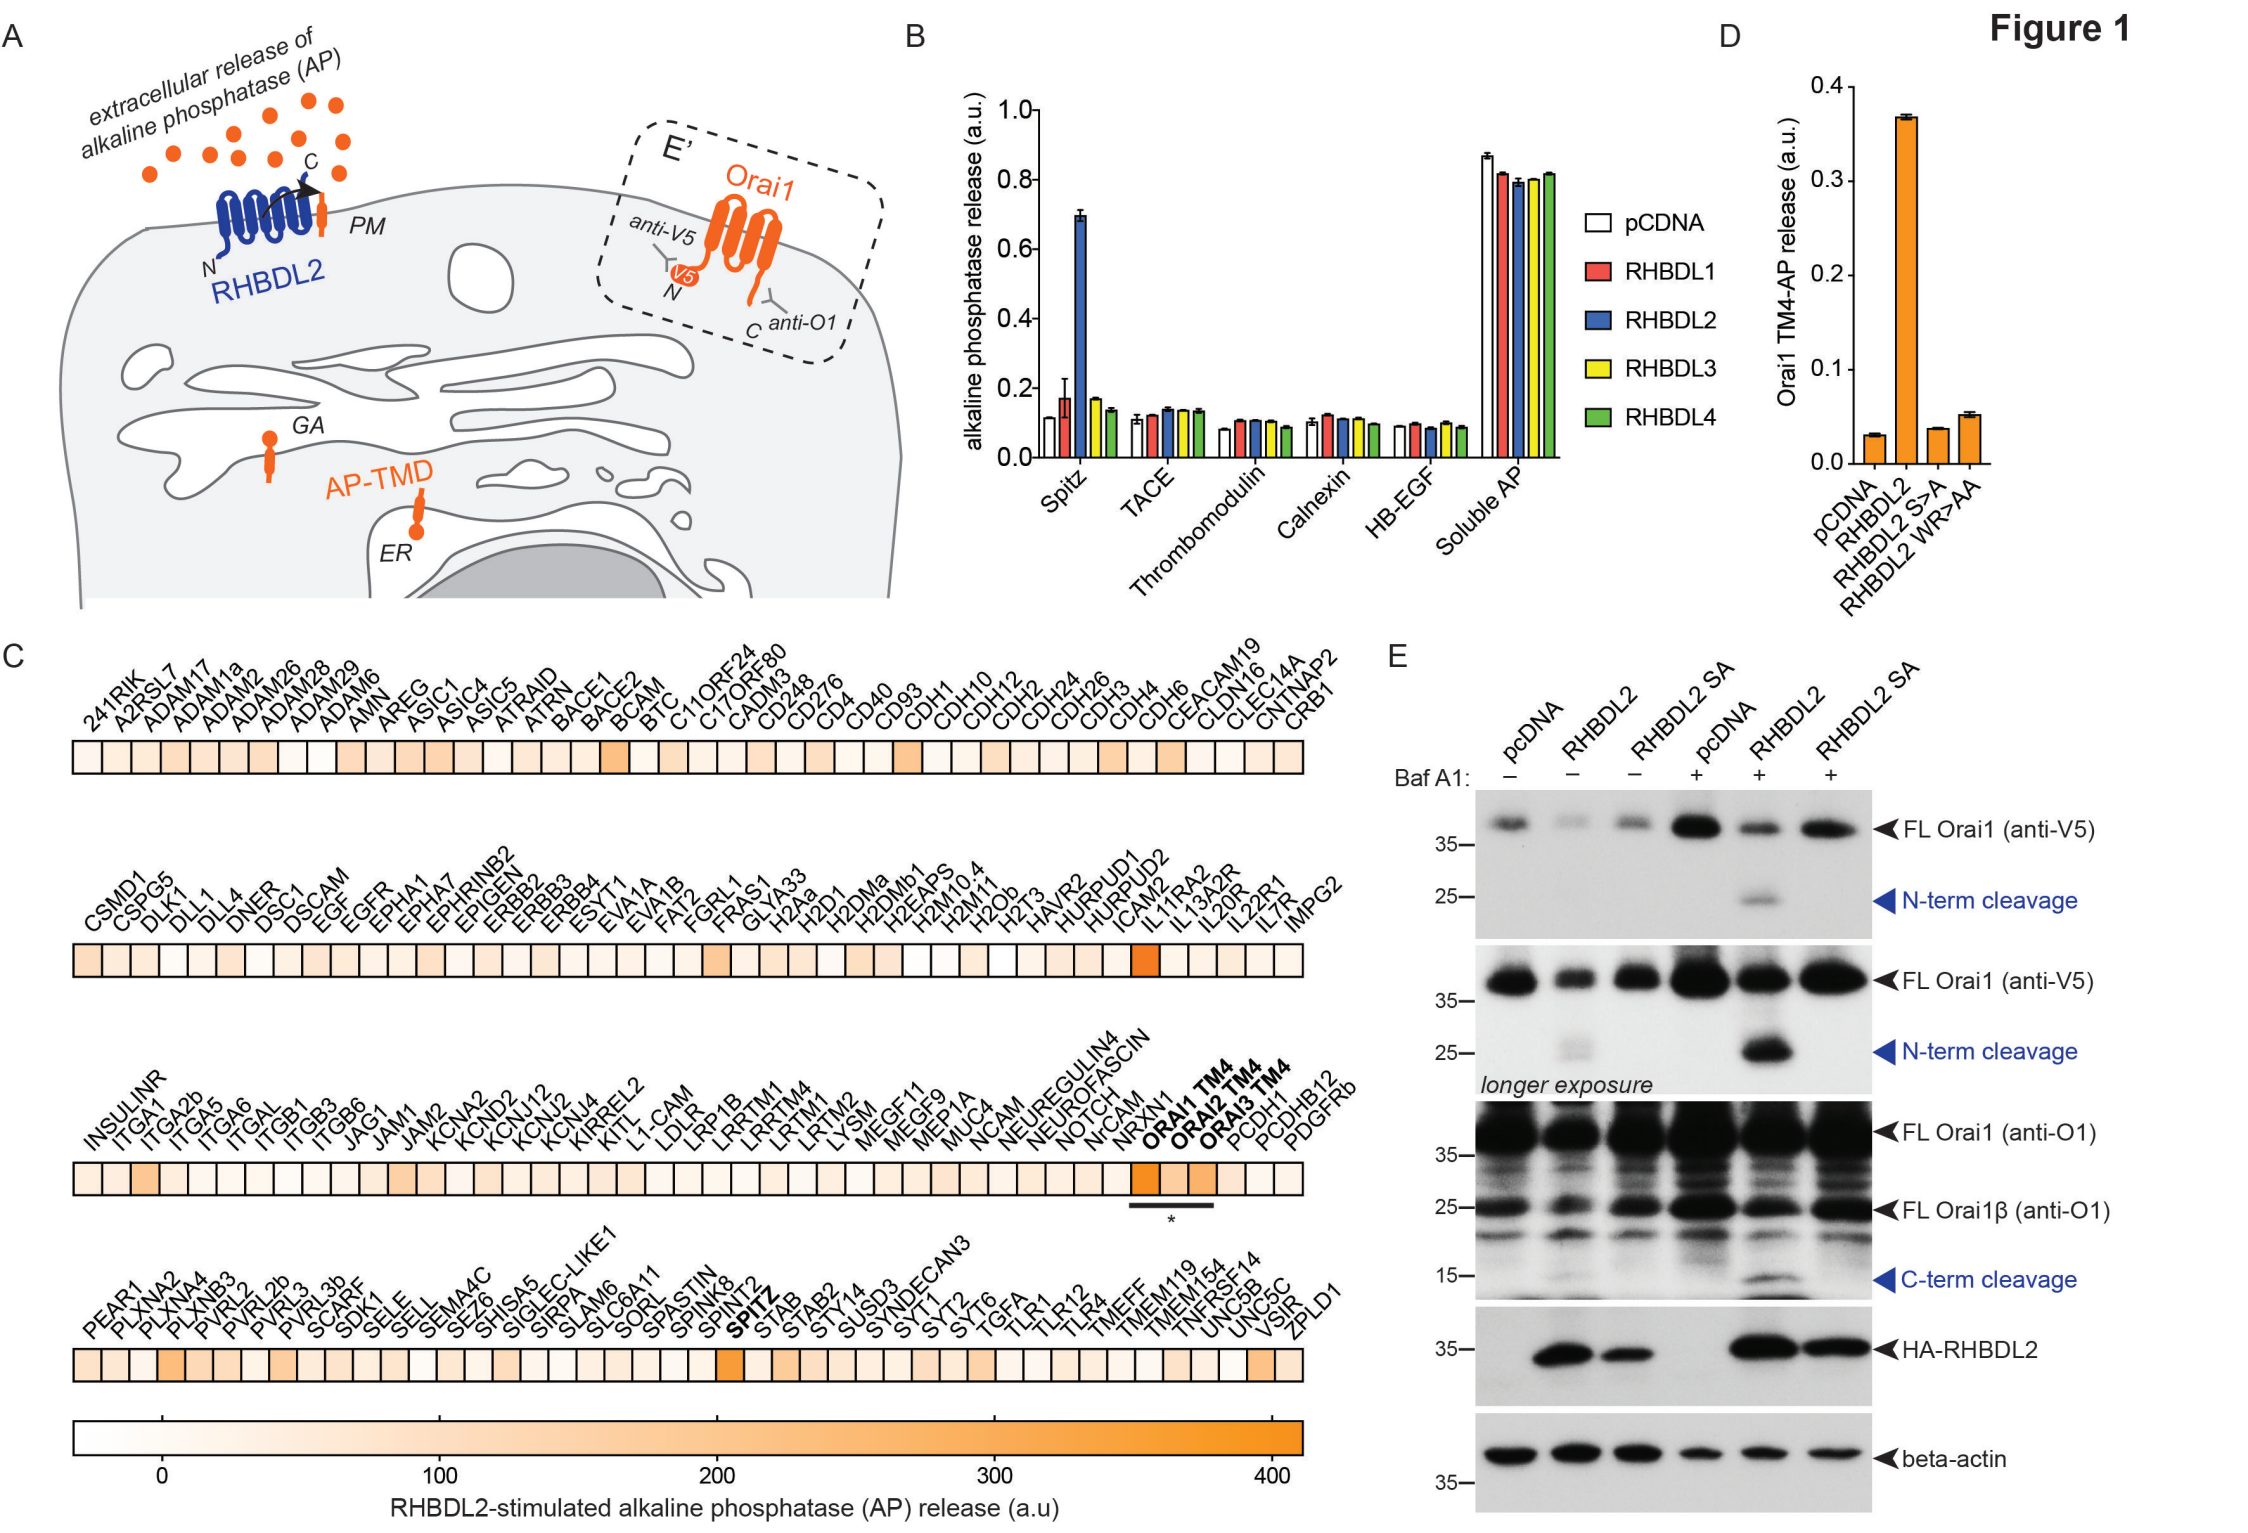 Figure 1
A
extracellular release of
alkaline phosphatase (AP)
C
N
RHBDL2
PM
E’
Orai1
anti-V5
V5
N
C
anti-O1
GA
AP-TMD
ER
B
alkaline phosphatase release (a.u.)
1.0
0.8
0.6
0.4
0.2
0.0
Spitz
TACE
Thrombomodulin
Calnexin
HB-EGF
Soluble AP
pCDNA
RHBDL1
RHBDL2
RHBDL3
RHBDL4
D
Orai1 TM4-AP release (a.u.)
0.4
0.3
0.2
0.1
0.0
pCDNA
RHBDL2
RHBDL2 S>A
RHBDL2 WR>AA
C
241RIK
A2RSL7
ADAM17
ADAM1a
ADAM2
ADAM26
ADAM28
ADAM29
ADAM6
AMN
AREG
ASIC1
ASIC4
ASIC5
ATRAID
ATRN
BACE1
BACE2
BCAM
BTC
C11ORF24
C17ORF80
CADM3
CD248
CD276
CD4
CD40
CD93
CDH1
CDH10
CDH12
CDH2
CDH24
CDH26
CDH3
CDH4
CDH6
CEACAM19
CLDN16
CLEC14A
CNTNAP2
CRB1
CSMD1
CSPG5
DLK1
DLL1
DLL4
DNER
DSC1
DSCAM
EGF
EGFR
EPHA1
EPHA7
EPHRINB2
EPIGEN
ERBB2
ERBB3
ERBB4
ESYT1
EVA1A
EVA1B
FAT2
FGRL1
FRAS1
GLYA33
H2Aa
H2D1
H2DMa
H2DMb1
H2EAPS
H2M10.4
H2M11
H2Ob
H2T3
HAVR2
HURPUD1
HURPUD2
ICAM2
IL11RA2
IL13A2R
IL20R
IL22R1
IL7R
IMPG2
INSULINR
ITGA1
ITGA2b
ITGA5
ITGA6
ITGAL
ITGB1
ITGB3
ITGB6
JAG1
JAM1
JAM2
KCNA2
KCND2
KCNJ12
KCNJ2
KCNJ4
KIRREL2
KITL
L1-CAM
LDLR
LRP1B
LRRTM1
LRRTM4
LRTM1
LRTM2
LYSM
MEGF11
MEGF9
MEP1A
MUC4
NCAM
NEUREGULIN4
NEUROFASCIN
NOTCH
NrCAM
NRXN1
ORAI1 TM4
ORAI2 TM4
ORAI3 TM4
PCDH1
PCDHB12
PDGFRb
*
PEAR1
PLXNA2
PLXNA4
PLXNB3
PVRL2
PVRL2b
PVRL3
PVRL3b
SCARF
SDK1
SELE
SELL
SEMA4C
SEZ6
SHISA5
SIGLEC-LIKE1
SIRPA
SLAM6
SLC6A11
SORL
SPASTIN
SPINK8
SPINT2
SPITZ
STAB
STAB2
STY14
SUSD3
SYNDECAN3
SYT1
SYT2
SYT6
TGFA
TLR1
TLR12
TLR4
TMEFF
TMEM119
TMEM154
TNFRSF14
UNC5B
UNC5C
VSIR
ZPLD1
0 100 200 300 400
RHBDL2-stimulated alkaline phosphatase (AP) release (a.u)
E
pcDNA
RHBDL2
RHBDL2 SA
pcDNA
RHBDL2
RHBDL2 SA
Baf A1: – – – + + +
35
FL Orai1 (anti-V5)
25
N-term cleavage
35
FL Orai1 (anti-V5)
25
N-term cleavage
longer exposure
FL Orai1 (anti-O1)
35
25
FL Orai1β (anti-O1)
15
C-term cleavage
35
HA-RHBDL2
beta-actin
35